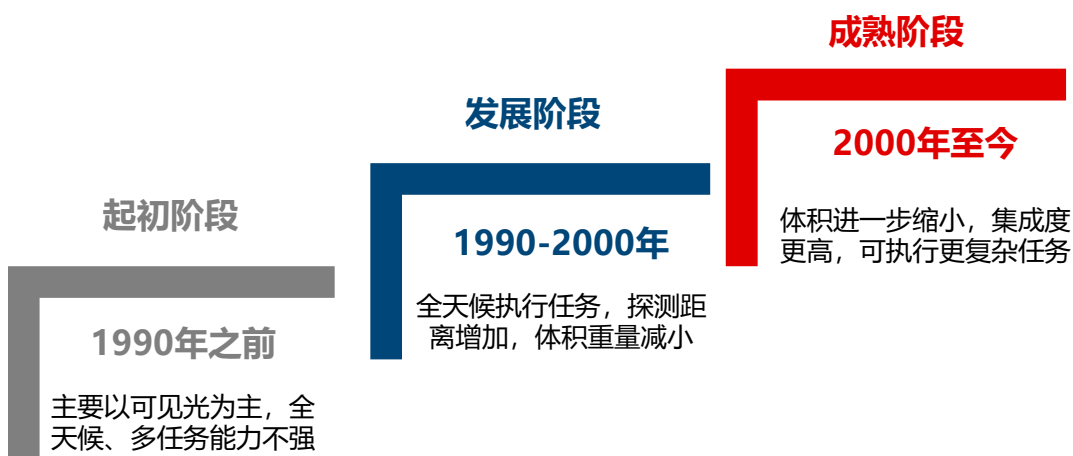 起初阶段
1990年之前
主要以可见光为主，全
天候、多任务能力不强
发展阶段
1990-2000年
全天候执行任务，探测距
离增加，体积重量减小
成熟阶段
2000年至今
体积进一步缩小，集成度
更高，可执行更复杂任务